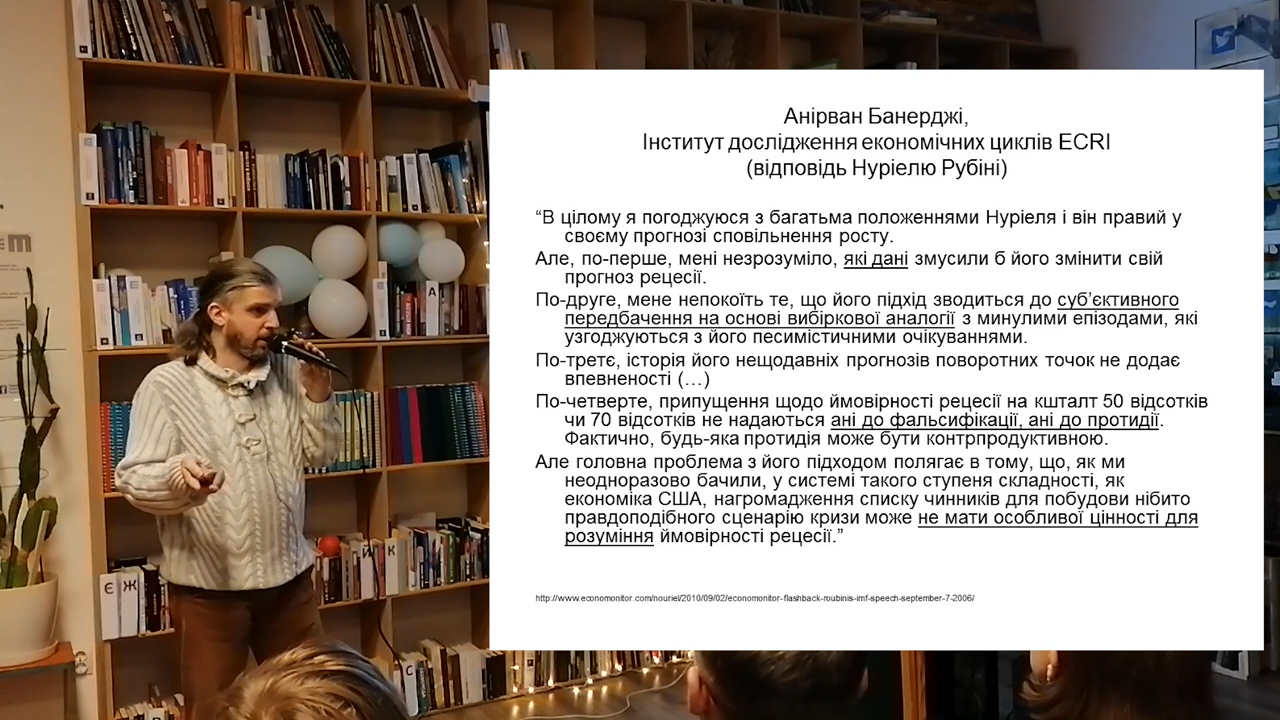 Анірван Банерджі,
Інститут дослідження економічних циклів ECRI
(відповідь Нуріелю Рубіні)
“В цілому я погоджуюся з багатьма положеннями Нуріеля і він правий у
своєму прогнозі сповільнення росту.
Але, по-перше, мені незрозуміло, які дані змусили б його змінити свій
прогноз рецесії.
По-друге, мене непокоїть те, що його підхід зводиться до суб’єктивного
передбачення на основі вибіркової аналогії з минулими епізодами, які
узгоджуються з його песимістичними очікуваннями.
По-третє, історія його нещодавніх прогнозів поворотних точок не додає
впевненості (…)
По-четверте, припущення щодо ймовірності рецесії на кшталт 50 відсотків
чи 70 відсотків не надаються ані до фальсифікації, ані до протидії.
Фактично, будь-яка протидія може бути контрпродуктивною.
Але головна проблема з його підходом полягає в тому, що, як ми
неодноразово бачили, у системі такого ступеня складності, як
економіка США, нагромадження списку чинників для побудови нібито
правдоподібного сценарію кризи може не мати особливої цінності для
розуміння ймовірності рецесії.”
http://www.economonitor.com/nouriel/2010/09/02/economonitor-flashback-roubinis-imf-speech-september-7-2006/
А
Й К
Є Ж
С
В